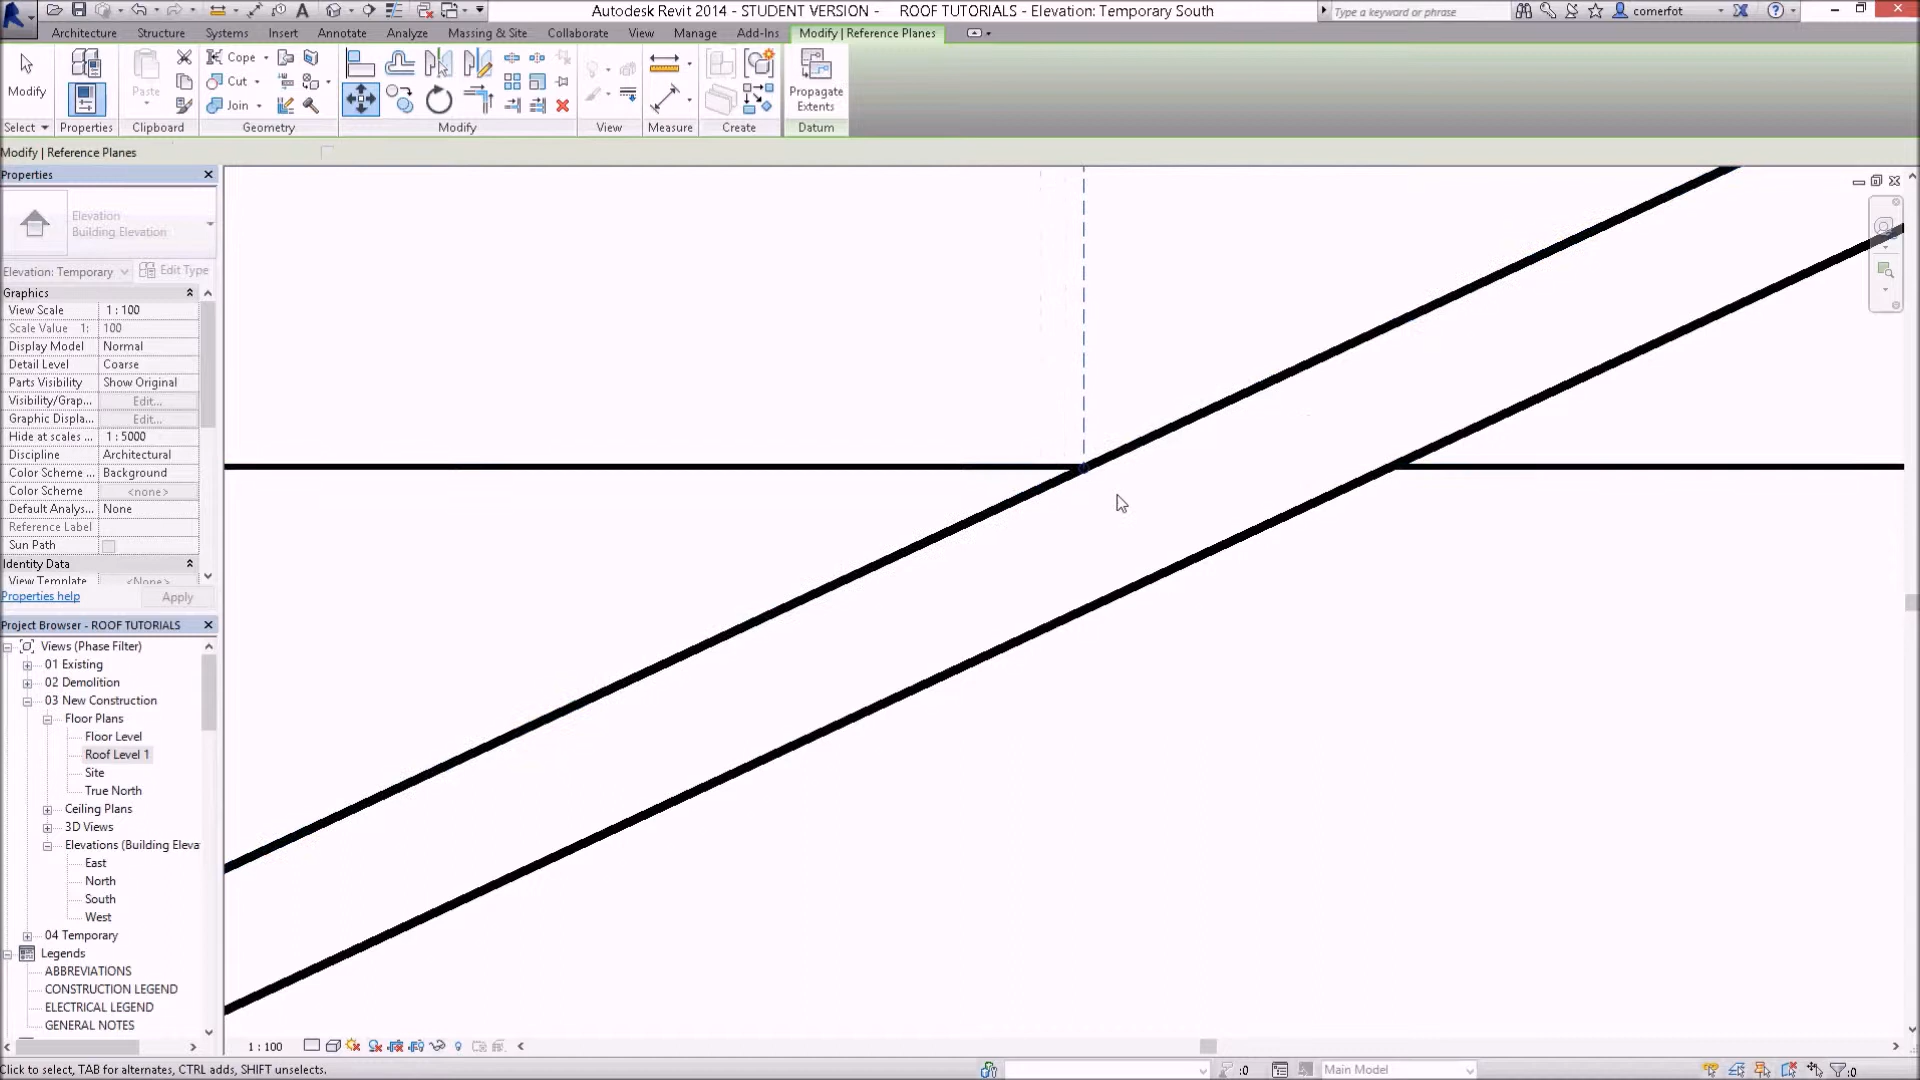 Autodesk Revit 2014 - STUDENT VERSION -    ROOF TUTORIALS - Elevation: Temporary South
Type a keyword or phrase
comerfot
Architecture Structure Systems Insert Annotate Analyze Massing & Site Collaborate View Manage Add-Ins Modify | Reference Planes
Modify
Paste
Cope
Cut
Join
Propagate
Extents
Select Properties Clipboard Geometry Modify View Measure Create Datum
Modify | Reference Planes
Properties
Elevation
Building Elevation
Elevation: Temporary
Edit Type
Graphics
View Scale 1 : 100
Scale Value 1: 100
Display Model Normal
Detail Level Coarse
Parts Visibility Show Original
Visibility/Grap... Edit...
Graphic Displa... Edit...
Hide at scales ... 1 : 5000
Discipline Architectural
Color Scheme ... Background
Color Scheme <none>
Default Analys... None
Reference Label
Sun Path
Identity Data
View Template <None>
Properties help Apply
Project Browser - ROOF TUTORIALS
Views (Phase Filter)
01 Existing
02 Demolition
03 New Construction
Floor Plans
Floor Level
Roof Level 1
Site
True North
Ceiling Plans
3D Views
Elevations (Building Eleva
East
North
South
West
04 Temporary
Legends
ABBREVIATIONS
CONSTRUCTION LEGEND
ELECTRICAL LEGEND
GENERAL NOTES
1 : 100
Click to select, TAB for alternates, CTRL adds, SHIFT unselects.
:0
Main Model
:0